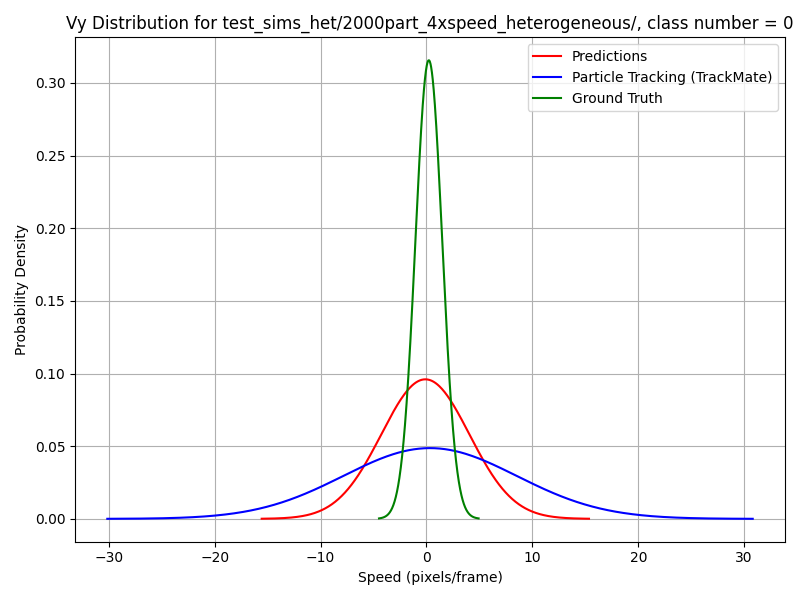 Vy Distribution for test_sims_het/2000part_4xspeed_heterogeneous/, class number = 0
Predictions
Particle Tracking (TrackMate)
Ground Truth
Probability Density
0.30
0.25
0.20
0.15
0.10
0.05
0.00
−30
−20
−10
0
10
20
30
Speed (pixels/frame)